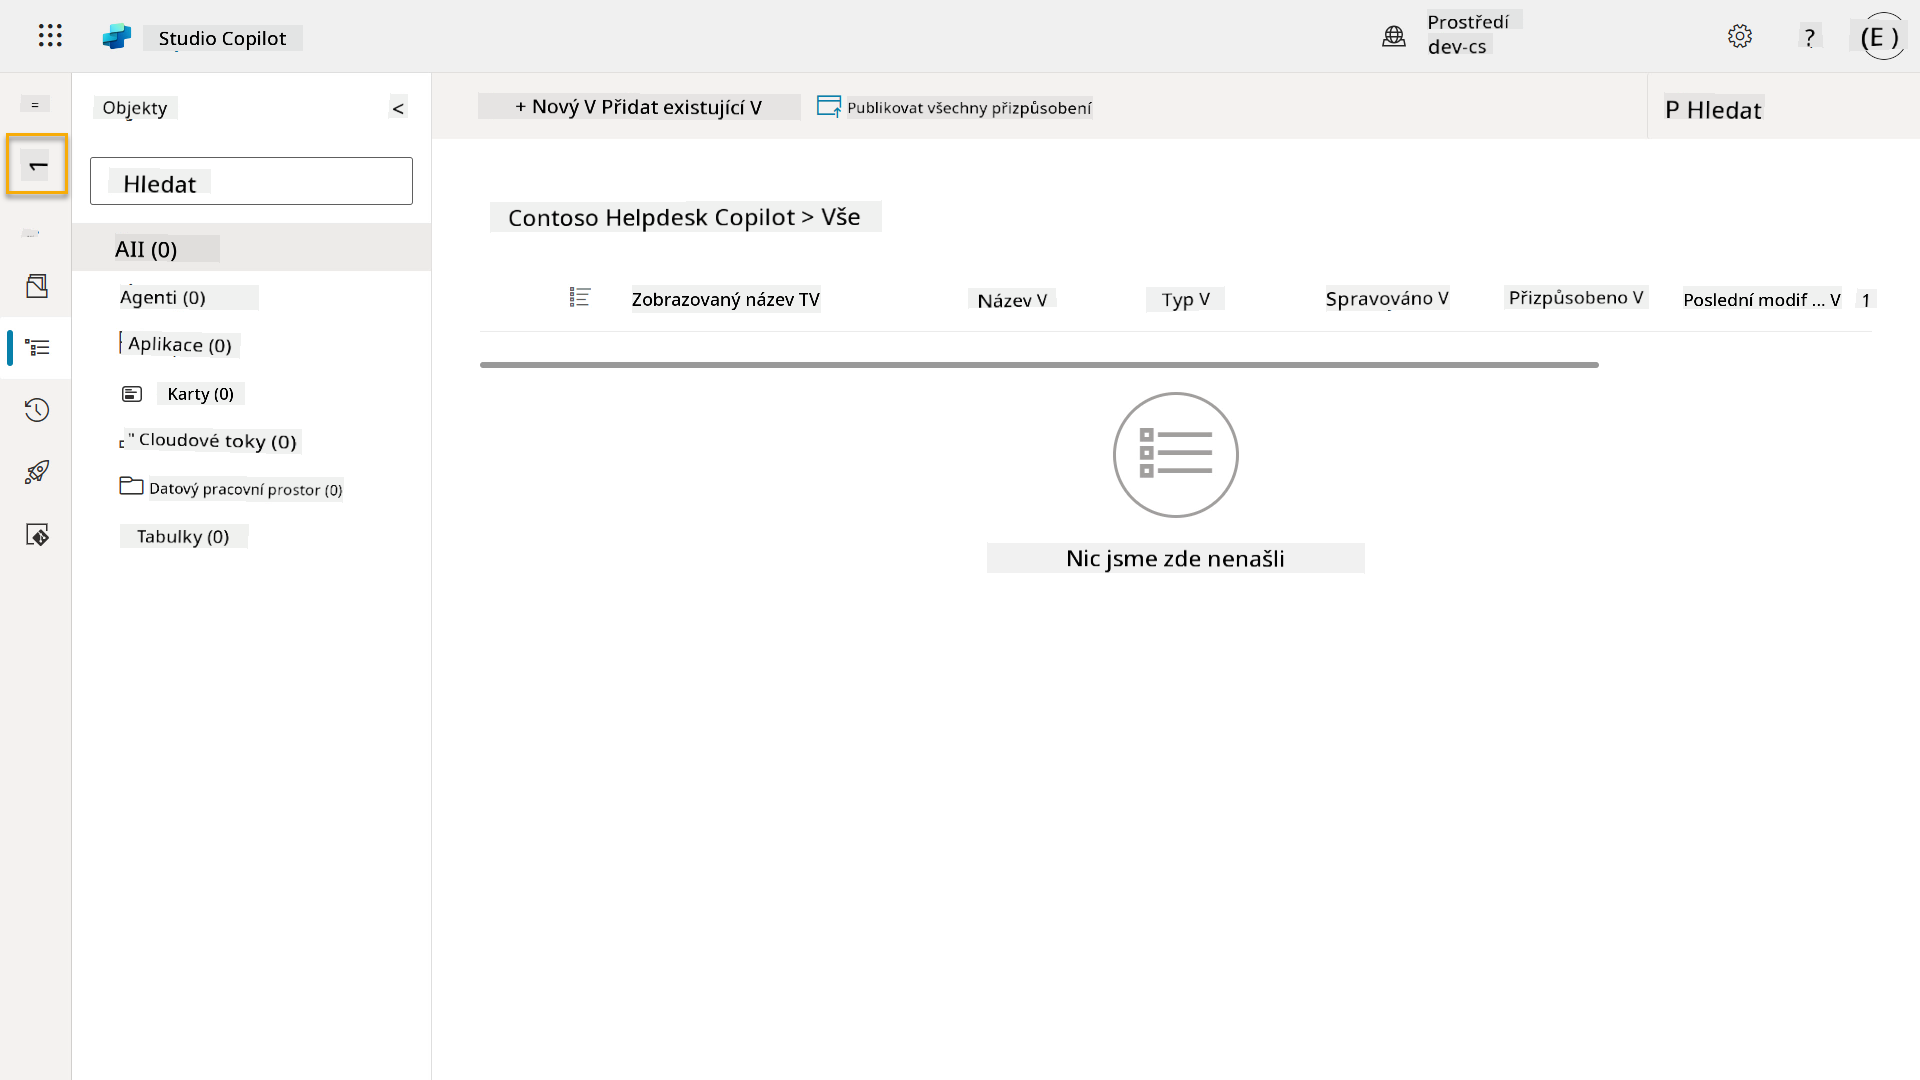 Studio Copilot
Prostředí
dev-cs
?
(E )
=
Objekty
<
+ Nový V Přidat existující V
Publikovat všechny přizpůsobení
P Hledat
1
Hledat
Contoso Helpdesk Copilot > Vše
AII (0)
Agenti (0)
Zobrazovaný název TV
Název V
Typ V
Spravováno V
Přizpůsobeno V
Poslední modif ... V
1
Aplikace (0)
Karty (0)
" Cloudové toky (0)
Datový pracovní prostor (0)
Tabulky (0)
Nic jsme zde nenašli